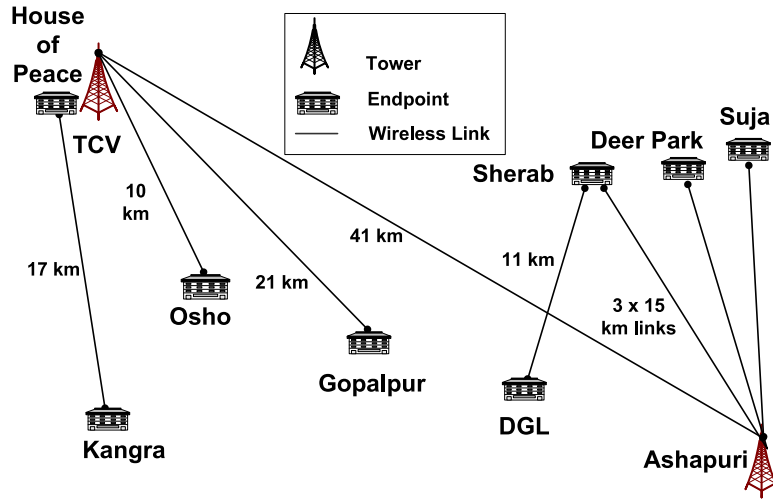 House
of
Peace
TCV
Tower
Endpoint
Wireless Link
Suja
Deer Park
Sherab
10
km
17 km
21 km
41 km
11 km
3 x 15
km links
Osho
Gopalpur
DGL
Kangra
Ashapuri